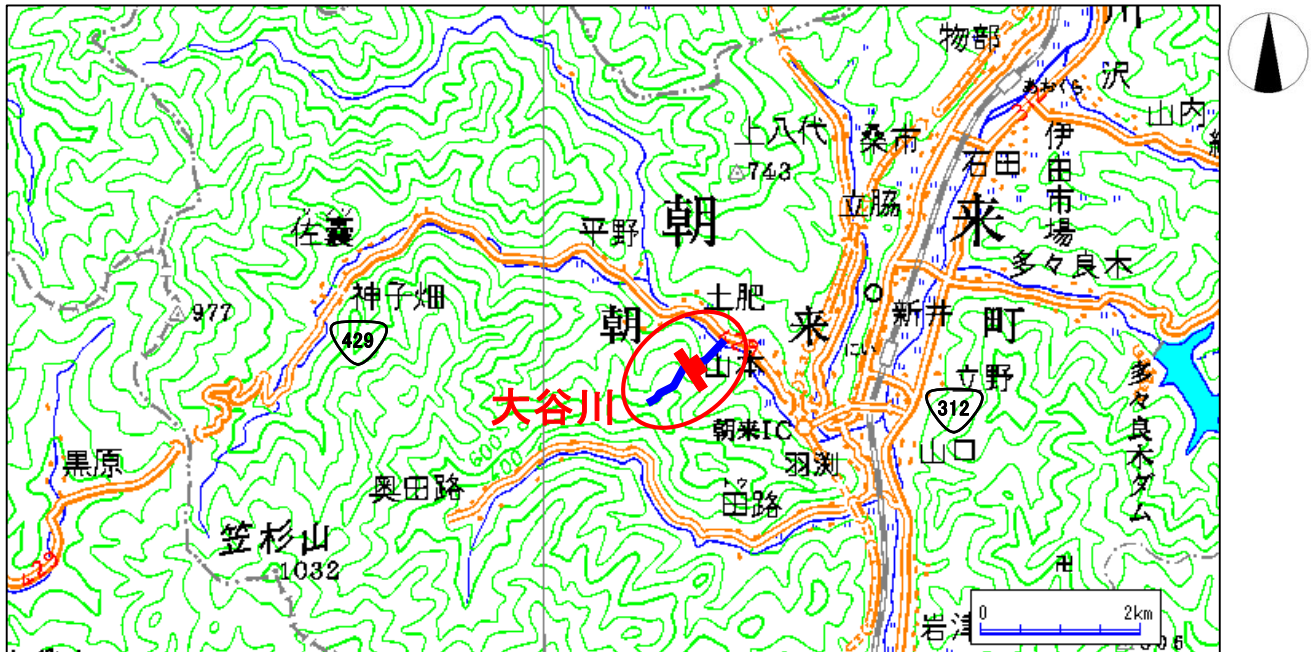 川
物部
沢
あおくら
山内
上八代
桑市
伊由市場
石田
743
朝来
立脇
佐嚢
平野
多々良木
神子畑
977
土肥
朝来町
新井
にい
429
山本
立野
大谷川
312
多々良木ダム
朝来IC
山口
600
黒原
羽渕
奥田路
トウ
田路
笠杉山
1032
429
0 2km
岩津